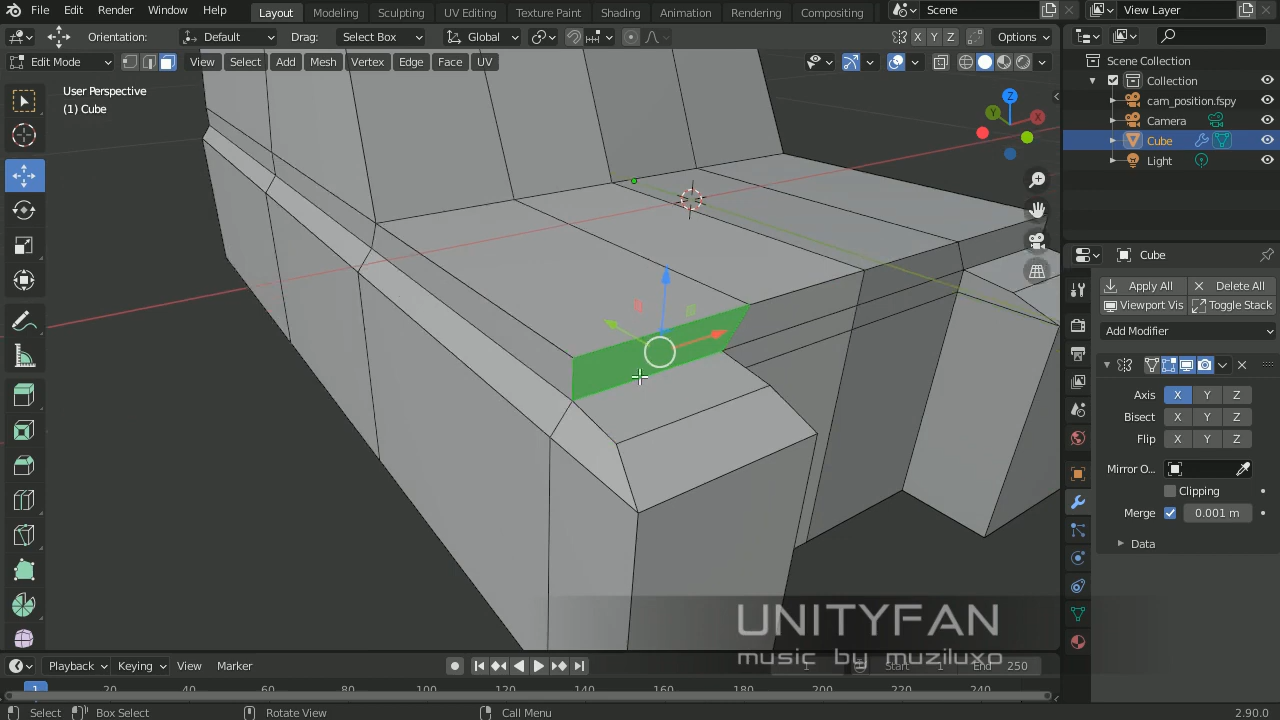 File Edit Render Window Help Layout Modeling Sculpting UV Editing Texture Paint Shading Animation Rendering Compositing Scene View Layer
Orientation: Default Drag: Select Box Global X Y Z Options
Edit Mode View Select Add Mesh Vertex Edge Face UV
User Perspective
(1) Cube
Z
Y
X
Scene Collection
Collection
cam_position.fspy
Camera
Cube
Light
Cube
Apply All Delete All
Viewport Vis Toggle Stack
Add Modifier
Axis X Y Z
Bisect X Y Z
Flip X Y Z
Mirror O...
Clipping
Merge 0.001 m
Data
UNITYFAN
music by muziluxo
Playback Keying View Marker 1 Start 1 End 250
1 20 40 60 80 100 120 140 160 180 200 220 240
Select Box Select Rotate View Call Menu 2.90.0